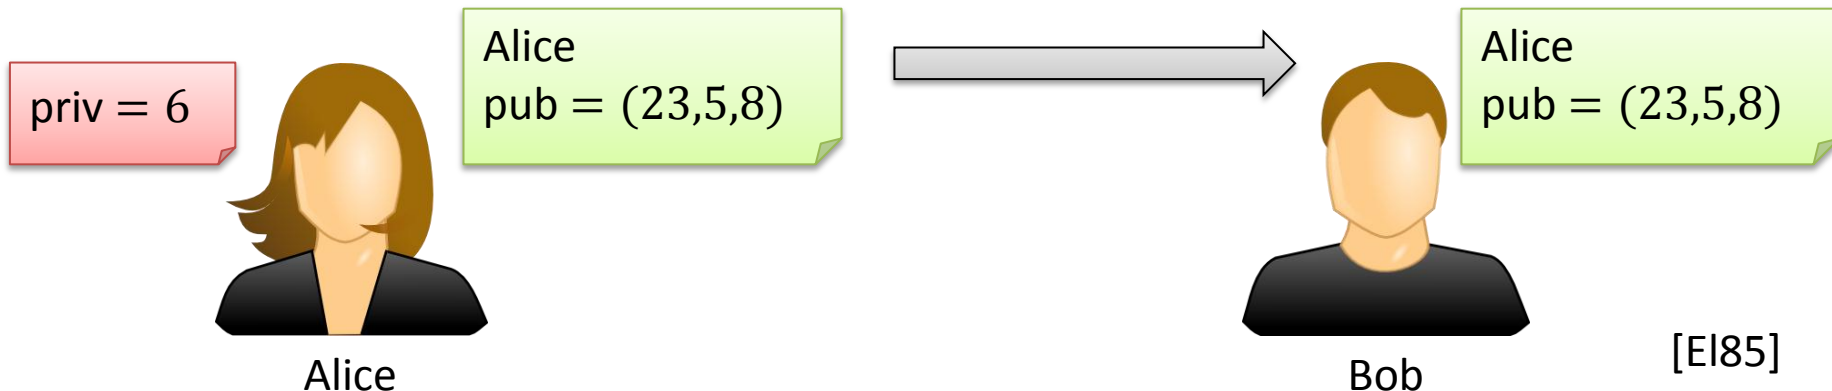 priv = 6
Alice
pub = (23,5,8)
Alice
pub = (23,5,8)
Alice
Bob
[El85]